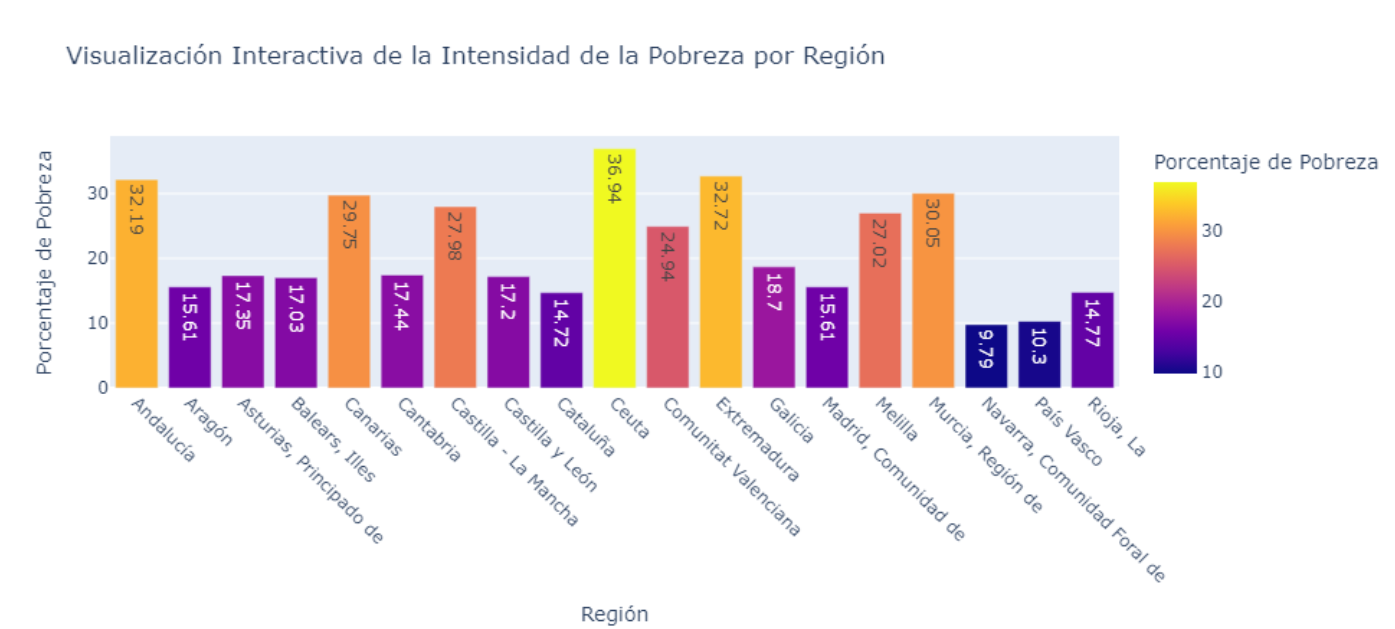 Visualización Interactiva de la Intensidad de la Pobreza por Región
Porcentaje de Pobreza
30
20
10
0
32.19
15.61
17.35
17.03
29.75
17.44
27.98
17.2
14.72
36.94
24.94
32.72
18.7
15.61
27.02
30.05
9.79
10.3
14.77
Andalucía
Aragón
Asturias, Principado de
Balears, Illes
Canarias
Cantabria
Castilla - La Mancha
Castilla y León
Cataluña
Ceuta
Comunitat Valenciana
Extremadura
Galicia
Madrid, Comunidad de
Melilla
Murcia, Región de
Navarra, Comunidad Foral de
País Vasco
Rioja, La
Región
Porcentaje de Pobreza
30
20
10